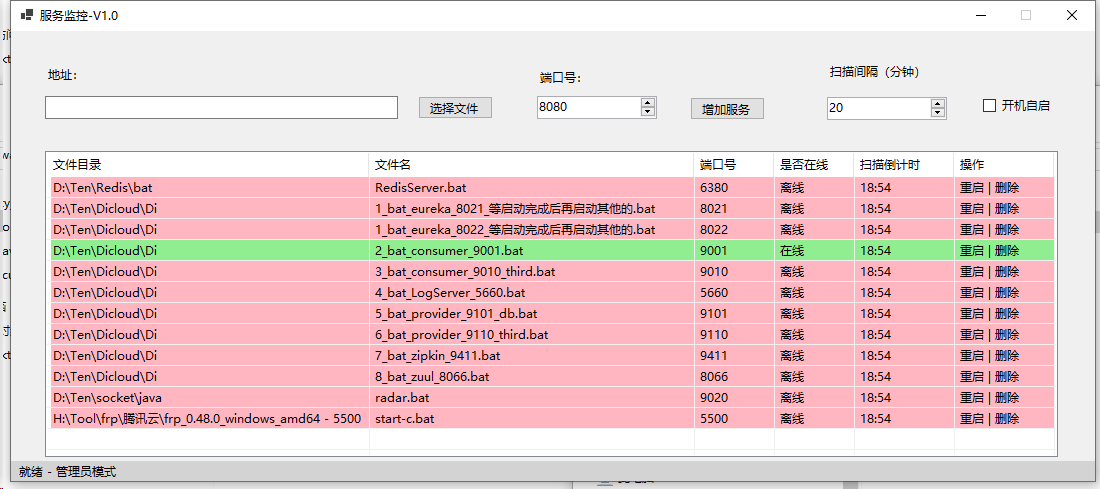 服务监控-V1.0
地址：
端口号：
扫描间隔（分钟）
选择文件
8080
增加服务
20
开机自启
文件目录 文件名 端口号 是否在线 扫描倒计时 操作
D:\Ten\Redis\bat RedisServer.bat 6380 离线 18:54 重启 | 删除
D:\Ten\Dicloud\Di 1_bat_eureka_8021_等启动完成后再启动其他的.bat 8021 离线 18:54 重启 | 删除
D:\Ten\Dicloud\Di 1_bat_eureka_8022_等启动完成后再启动其他的.bat 8022 离线 18:54 重启 | 删除
D:\Ten\Dicloud\Di 2_bat_consumer_9001.bat 9001 在线 18:54 重启 | 删除
D:\Ten\Dicloud\Di 3_bat_consumer_9010_third.bat 9010 离线 18:54 重启 | 删除
D:\Ten\Dicloud\Di 4_bat_LogServer_5660.bat 5660 离线 18:54 重启 | 删除
D:\Ten\Dicloud\Di 5_bat_provider_9101_db.bat 9101 离线 18:54 重启 | 删除
D:\Ten\Dicloud\Di 6_bat_provider_9110_third.bat 9110 离线 18:54 重启 | 删除
D:\Ten\Dicloud\Di 7_bat_zipkin_9411.bat 9411 离线 18:54 重启 | 删除
D:\Ten\Dicloud\Di 8_bat_zuul_8066.bat 8066 离线 18:54 重启 | 删除
D:\Ten\socket\java radar.bat 9020 离线 18:54 重启 | 删除
H:\Tool\frp\腾讯云\frp_0.48.0_windows_amd64 - 5500 start-c.bat 5500 离线 18:54 重启 | 删除
就绪 - 管理员模式